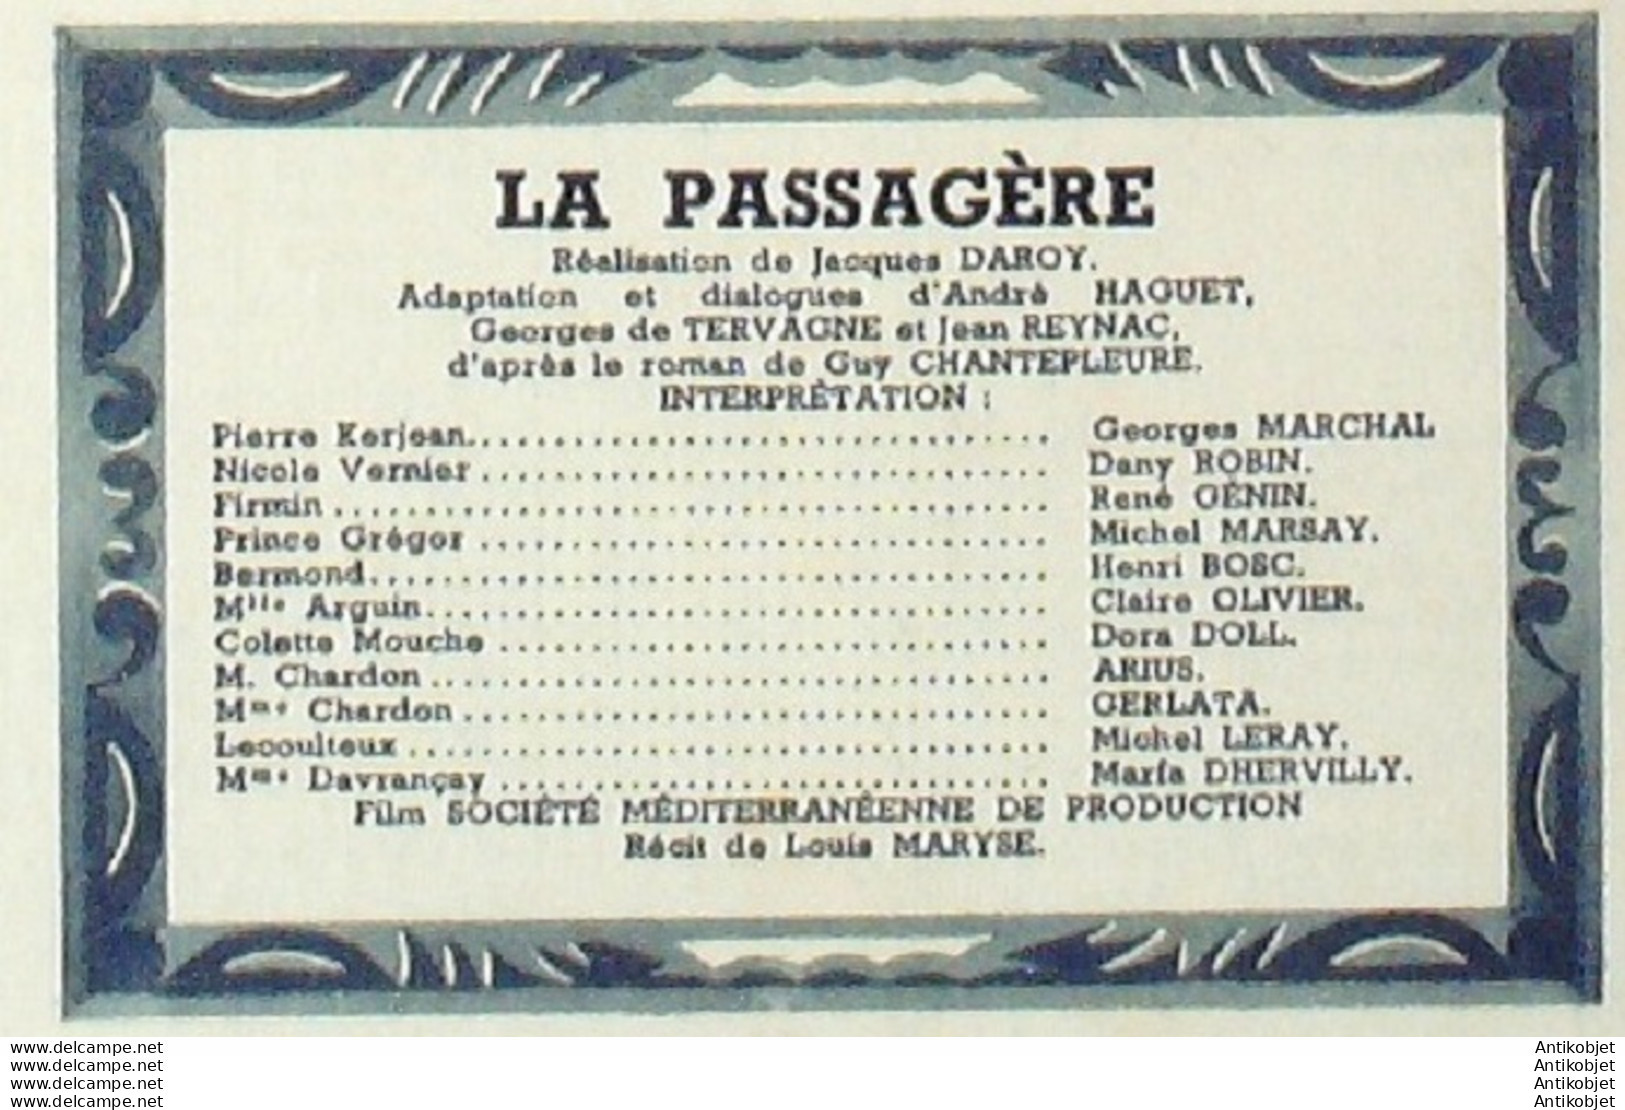 LA PASSAGÈRE
Réalisation de Jacques DAROY.
Adaptation et dialogues d'André HAGUET,
Georges de TERVAGNE et Jean REYNAC,
d'après le roman de Guy CHANTEPLEURE.
INTERPRÉTATION :
Pierre Kerjean........................ Georges MARCHAL
Nicole Vernier ........................ Dany ROBIN.
Firmin ........................ René GÉNIN.
Prince Grégor ........................ Michel MARSAY.
Bermond........................ Henri BOSC.
Mlle Arguin........................ Claire OLIVIER.
Colette Mouche ........................ Dora DOLL.
M. Chardon ........................ ARIUS.
Mme Chardon ........................ GERLATA.
Lecoulteux ........................ Michel LERAY.
Mme Davrançay ........................ María DHERVILLY.
Film SOCIÉTÉ MÉDITERRANÉENNE DE PRODUCTION
Récit de Louis MARYSE.
www.delcampe.net Antikobjet
www.delcampe.net Antikobjet
www.delcampe.net Antikobjet
www.delcampe.net Antikobjet